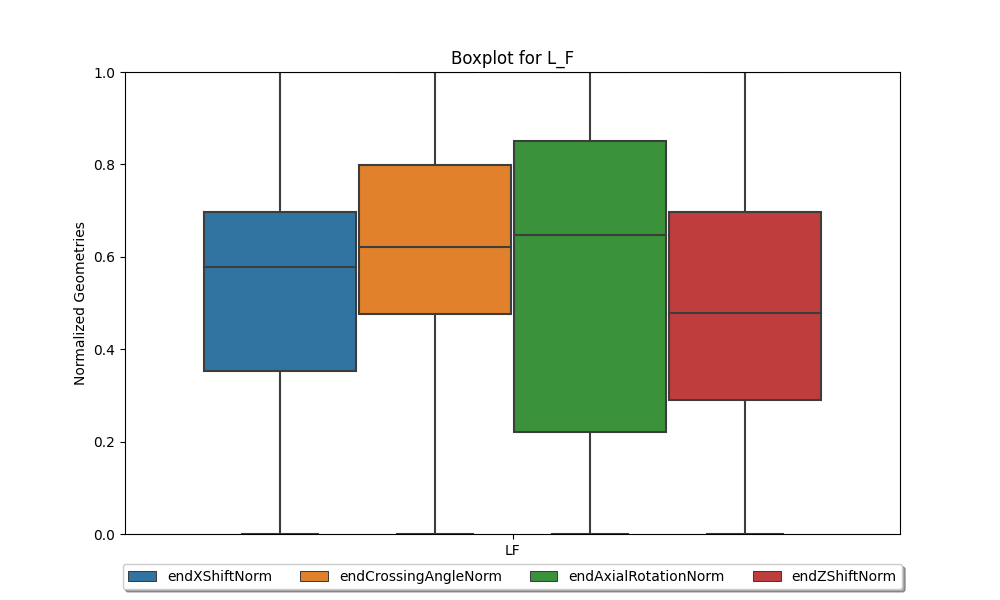 Boxplot for L_F
1.0
0.8
0.6
0.4
0.2
0.0
Normalized Geometries
LF
endXShiftNorm endCrossingAngleNorm endAxialRotationNorm endZShiftNorm